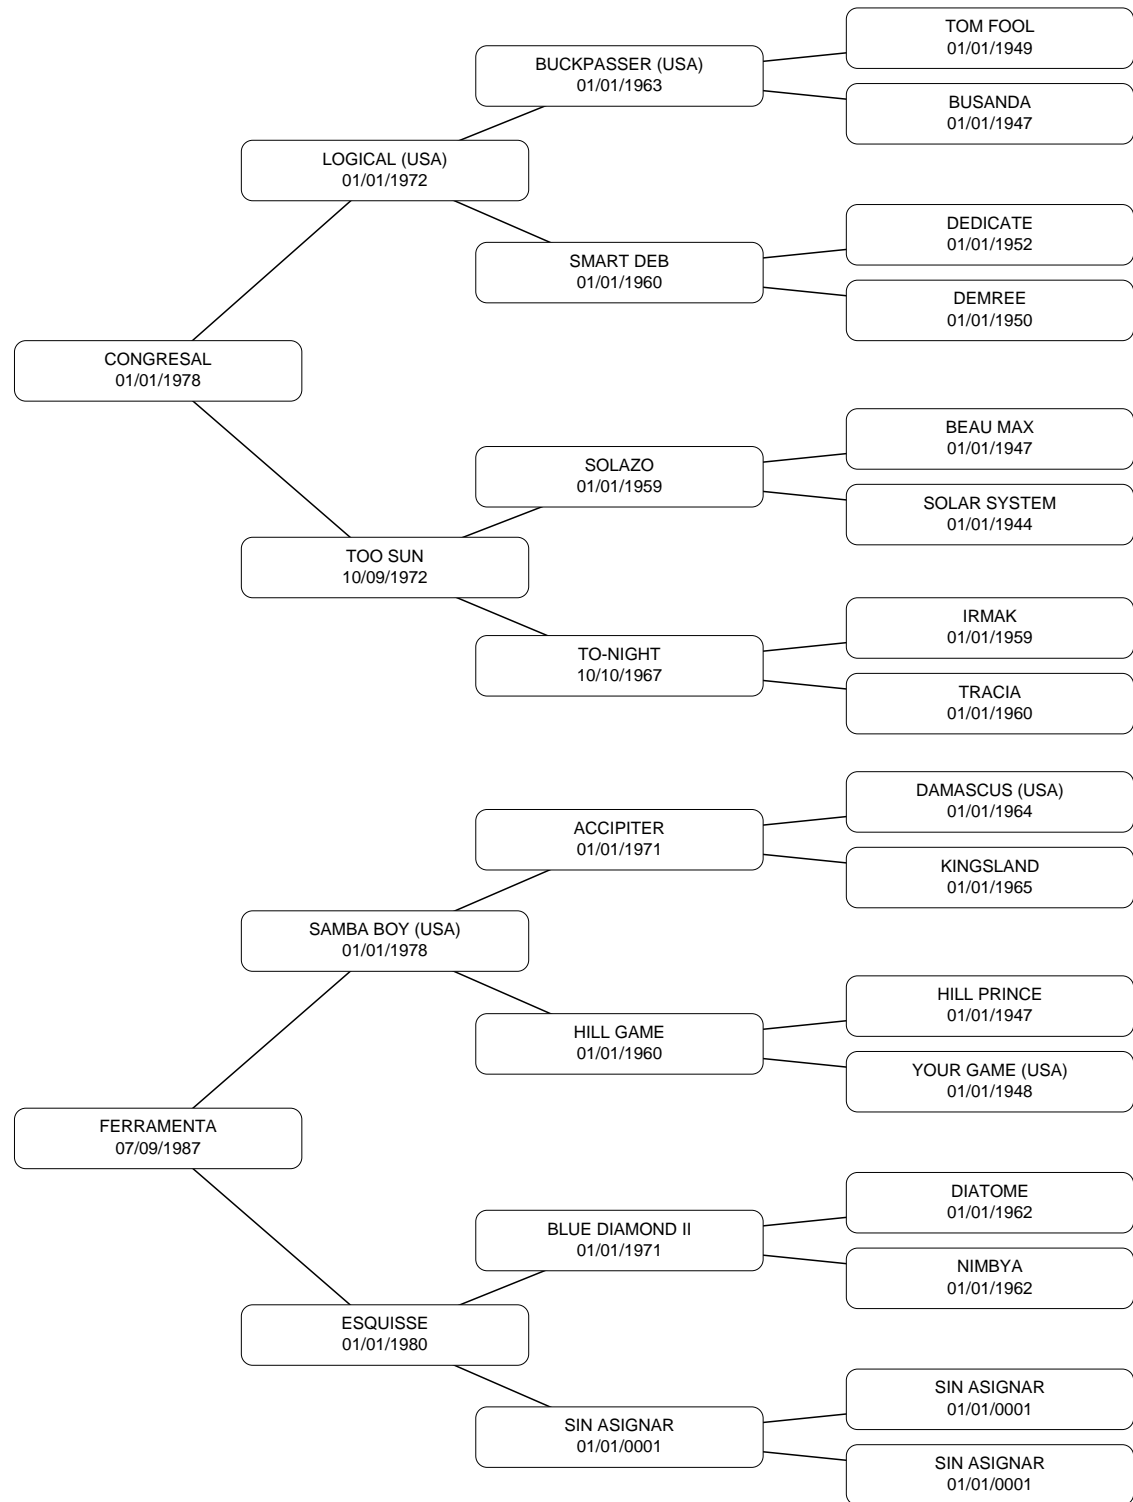 TOM FOOL
01/01/1949
BUCKPASSER (USA)
01/01/1963
BUSANDA
01/01/1947
LOGICAL (USA)
01/01/1972
DEDICATE
01/01/1952
SMART DEB
01/01/1960
DEMREE
01/01/1950
CONGRESAL
01/01/1978
BEAU MAX
01/01/1947
SOLAZO
01/01/1959
SOLAR SYSTEM
01/01/1944
TOO SUN
10/09/1972
IRMAK
01/01/1959
TO-NIGHT
10/10/1967
TRACIA
01/01/1960
DAMASCUS (USA)
01/01/1964
ACCIPITER
01/01/1971
KINGSLAND
01/01/1965
SAMBA BOY (USA)
01/01/1978
HILL PRINCE
01/01/1947
HILL GAME
01/01/1960
YOUR GAME (USA)
01/01/1948
FERRAMENTA
07/09/1987
DIATOME
01/01/1962
BLUE DIAMOND II
01/01/1971
NIMBYA
01/01/1962
ESQUISSE
01/01/1980
SIN ASIGNAR
01/01/0001
SIN ASIGNAR
01/01/0001
SIN ASIGNAR
01/01/0001